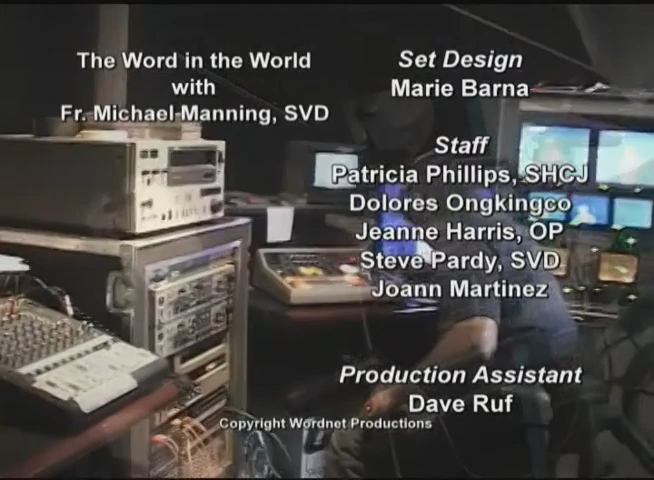 The Word in the World
with
Fr. Michael Manning, SVD
Set Design
Marie Barna
Staff
Patricia Phillips, SHCJ
Dolores Ongkingco
Jeanne Harris, OP
Steve Pardy, SVD
Joann Martinez
Production Assistant
Dave Ruf
Copyright Wordnet Productions